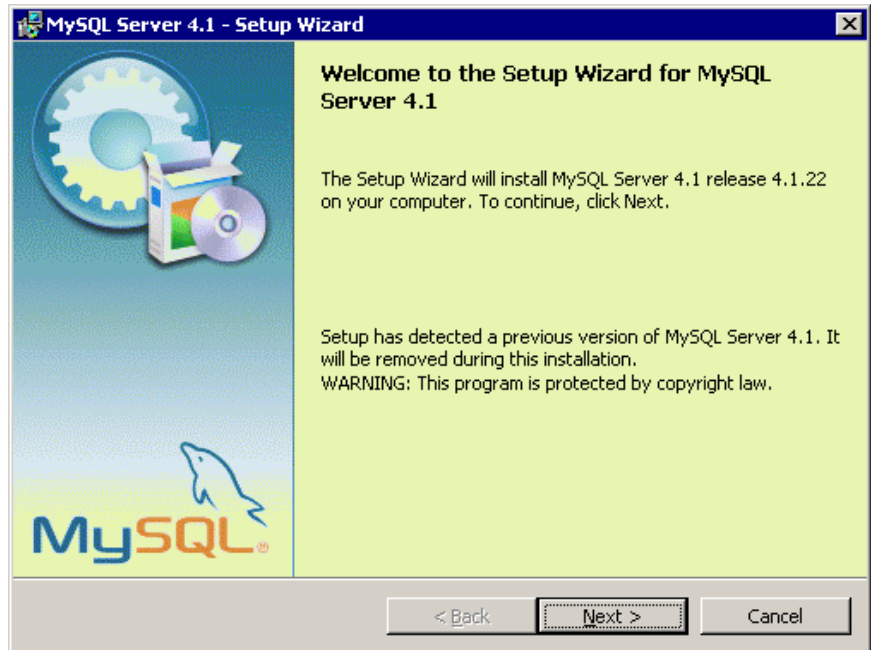 MySQL Server 4.1 - Setup Wizard
Welcome to the Setup Wizard for MySQL
Server 4.1
The Setup Wizard will install MySQL Server 4.1 release 4.1.22
on your computer. To continue, click Next.
Setup has detected a previous version of MySQL Server 4.1. It
will be removed during this installation.
WARNING: This program is protected by copyright law.
MySQL®
< Back
Next >
Cancel